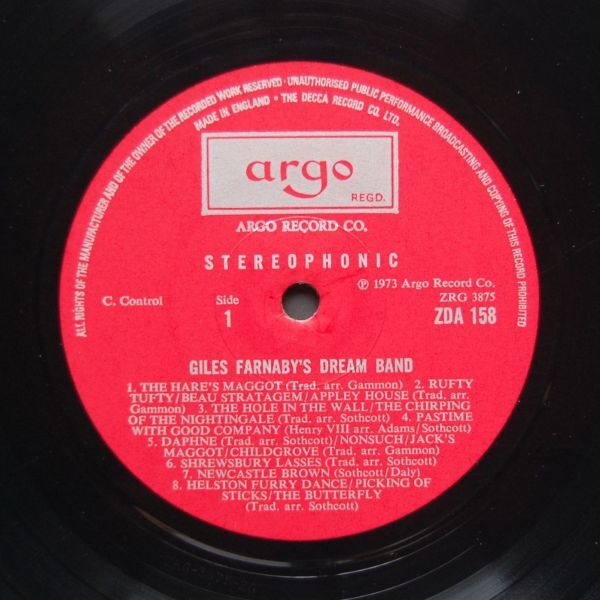 ALL RIGHTS OF THE MANUFACTURER AND OF THE OWNER OF THE RECORDED WORK RESERVED · UNAUTHORISED PUBLIC PERFORMANCE BROADCASTING AND COPYING OF THIS RECORD PROHIBITED
MADE IN ENGLAND · THE DECCA RECORD CO. LTD.
argo
REGD.
ARGO RECORD CO.
STEREOPHONIC
℗ 1973 Argo Record Co.
C. Control Side ZRG 3875
1 ZDA 158
GILES FARNABY'S DREAM BAND
1. THE HARE'S MAGGOT (Trad. arr. Gammon) 2. RUFTY
TUFTY/BEAU STRATAGEM/APPLEY HOUSE (Trad. arr.
Gammon) 3. THE HOLE IN THE WALL/THE CHIRPING
OF THE NIGHTINGALE (Trad. arr. Sothcott) 4. PASTIME
WITH GOOD COMPANY (Henry VIII arr. Adams/Sothcott)
5. DAPHNE (Trad. arr. Sothcott)/NONSUCH/JACK'S
MAGGOT/CHILDGROVE (Trad. arr. Gammon)
6. SHREWSBURY LASSES (Trad. arr. Sothcott)
7. NEWCASTLE BROWN (Sothcott/Daly)
8. HELSTON FURRY DANCE/PICKING OF
STICKS/THE BUTTERFLY
(Trad. arr. Sothcott)